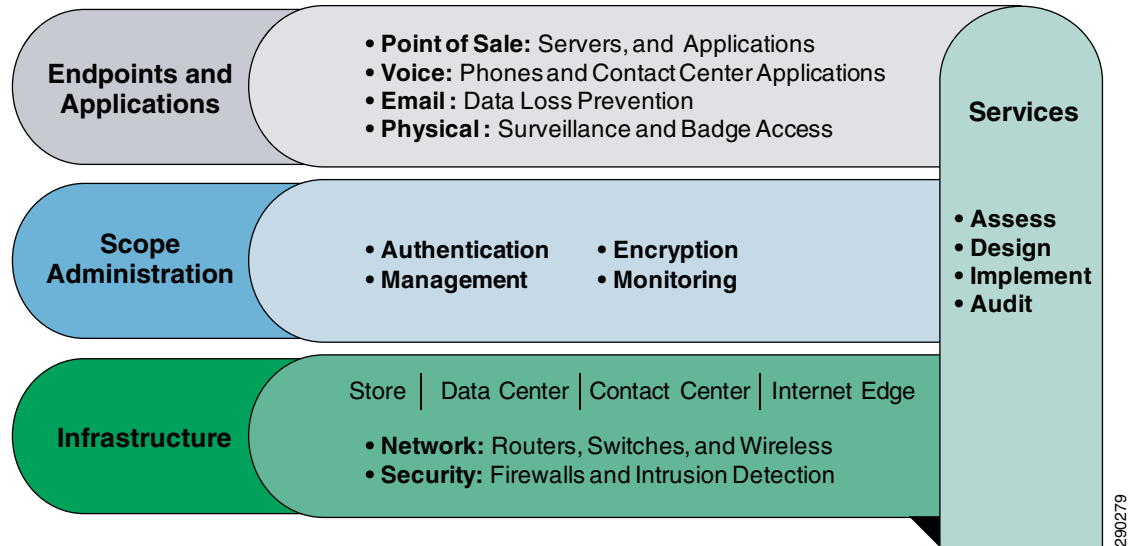 Endpoints and
Applications
• Point of Sale: Servers, and Applications
• Voice: Phones and Contact Center Applications
• Email : Data Loss Prevention
• Physical : Surveillance and Badge Access
Services
• Assess
• Design
• Implement
• Audit
Scope
Administration
• Authentication
• Management
• Encryption
• Monitoring
Infrastructure
Store | Data Center | Contact Center | Internet Edge
• Network: Routers, Switches, and Wireless
• Security: Firewalls and Intrusion Detection
290279